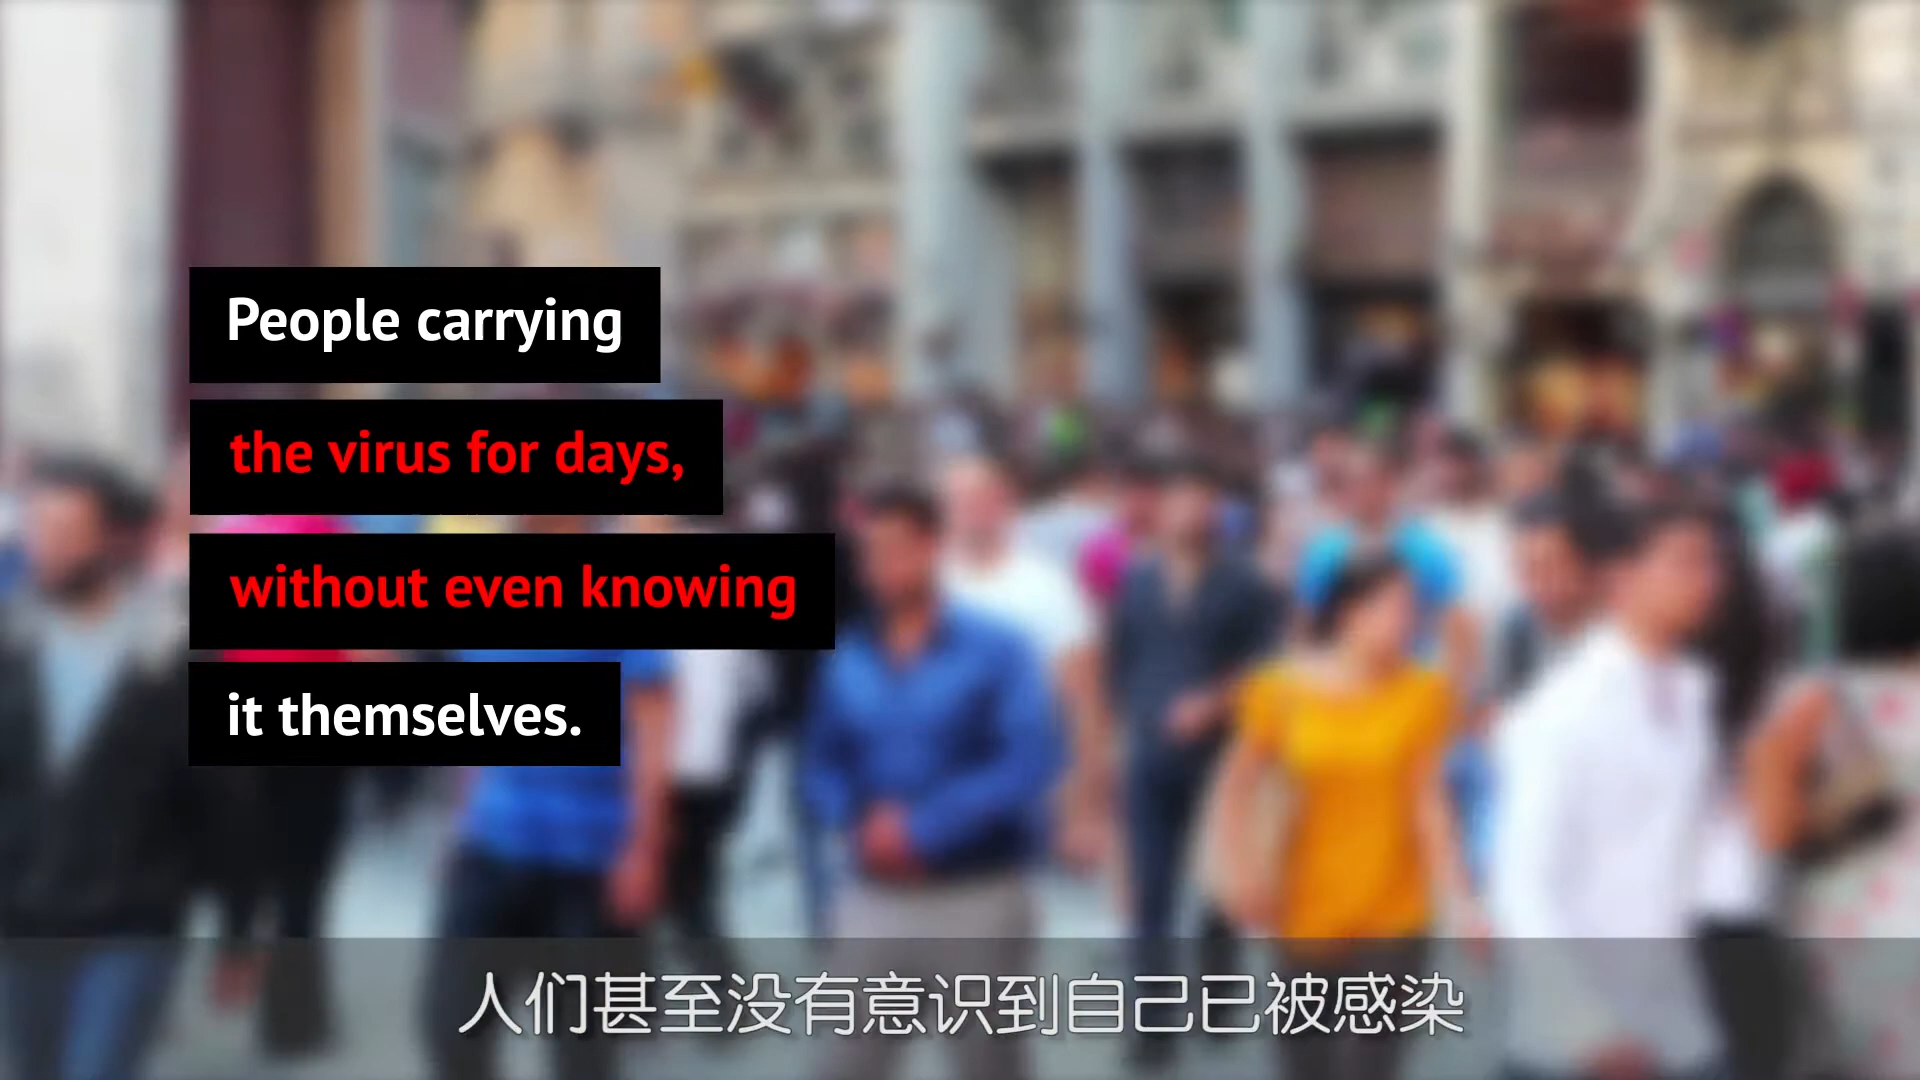 People carrying
the virus for days,
without even knowing
it themselves.
人们甚至没有意识到自己已被感染